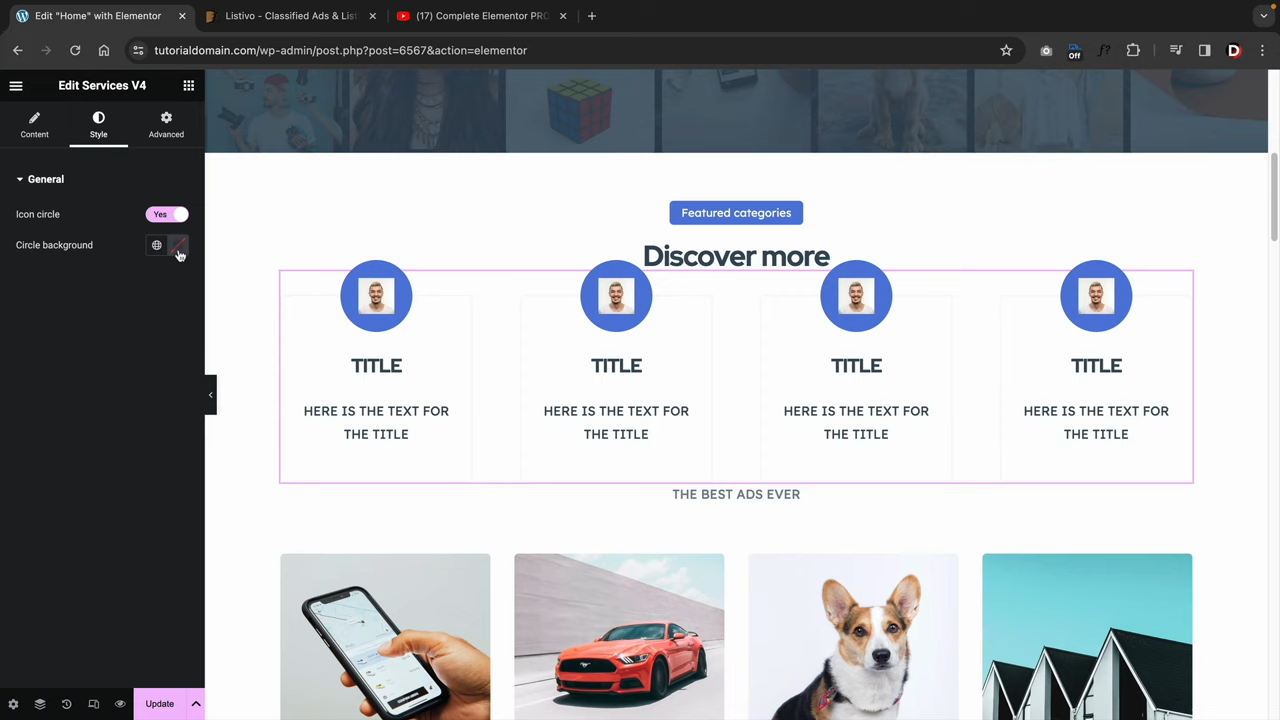 Edit "Home" with Elementor
Listivo - Classified Ads & List
(17) Complete Elementor PRO
tutorialdomain.com/wp-admin/post.php?post=6567&action=elementor
Off
f?
D
Edit Services V4
Content
Style
Advanced
General
Icon circle
Yes
Circle background
Featured categories
Discover more
TITLE
TITLE
TITLE
TITLE
HERE IS THE TEXT FOR
THE TITLE
HERE IS THE TEXT FOR
THE TITLE
HERE IS THE TEXT FOR
THE TITLE
HERE IS THE TEXT FOR
THE TITLE
THE BEST ADS EVER
Update